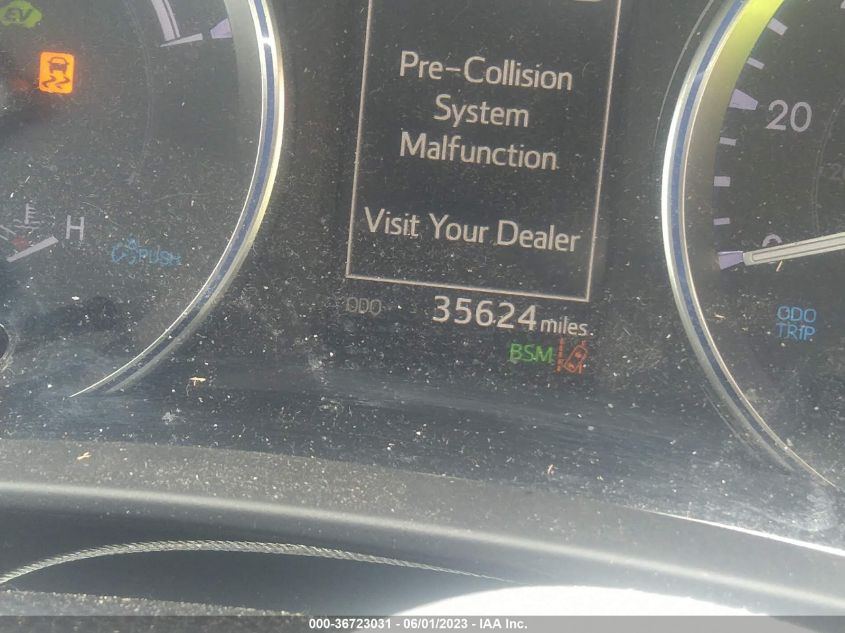 EV
Pre-Collision
System
Malfunction
Visit Your Dealer
H
PUSH
20
0
ODO 35624 miles
BSM
ODO
TRIP
000-36723031 - 06/01/2023 - IAA Inc.